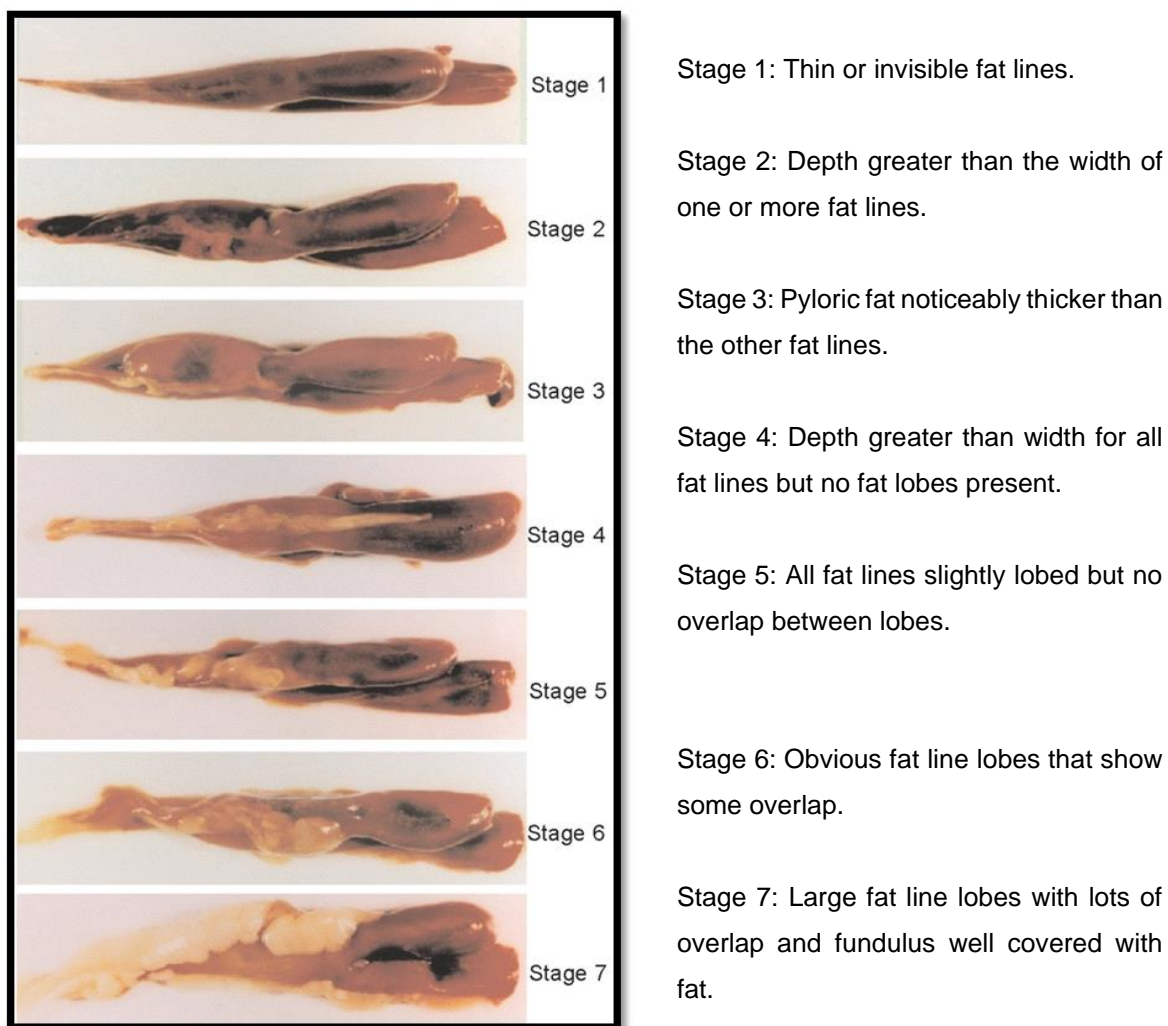 Stage 1
Stage 2
Stage 3
Stage 4
Stage 5
Stage 6
Stage 7
Stage 1: Thin or invisible fat lines.
Stage 2: Depth greater than the width of
one or more fat lines.
Stage 3: Pyloric fat noticeably thicker than
the other fat lines.
Stage 4: Depth greater than width for all
fat lines but no fat lobes present.
Stage 5: All fat lines slightly lobed but no
overlap between lobes.
Stage 6: Obvious fat line lobes that show
some overlap.
Stage 7: Large fat line lobes with lots of
overlap and fundulus well covered with
fat.